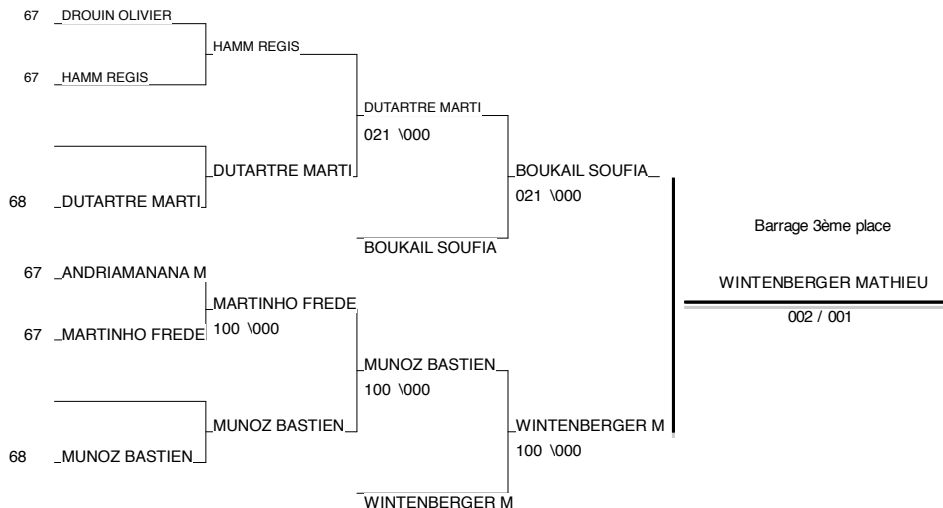 67 DROUIN OLIVIER
HAMM REGIS
67 HAMM REGIS
DUTARTRE MARTI
021 \000
DUTARTRE MARTI
BOUKAIL SOUFIA
021 \000
68 DUTARTRE MARTI
Barrage 3ème place
BOUKAIL SOUFIA
67 ANDRIAMANANA M
WINTENBERGER MATHIEU
MARTINHO FREDE
002 / 001
100 \000
67 MARTINHO FREDE
MUNOZ BASTIEN
100 \000
MUNOZ BASTIEN
WINTENBERGER M
100 \000
68 MUNOZ BASTIEN
WINTENBERGER M